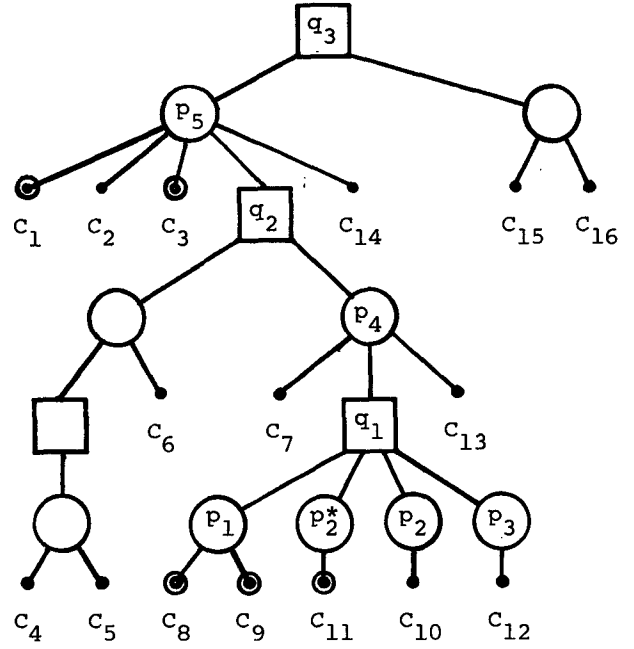 q₃
p₅
C₁ C₂ C₃ q₂ C₁₄ C₁₅ C₁₆
p₄
C₆ C₇ q₁ C₁₃
p₁ p₂* p₂ p₃
C₄ C₅ C₈ C₉ C₁₁ C₁₀ C₁₂